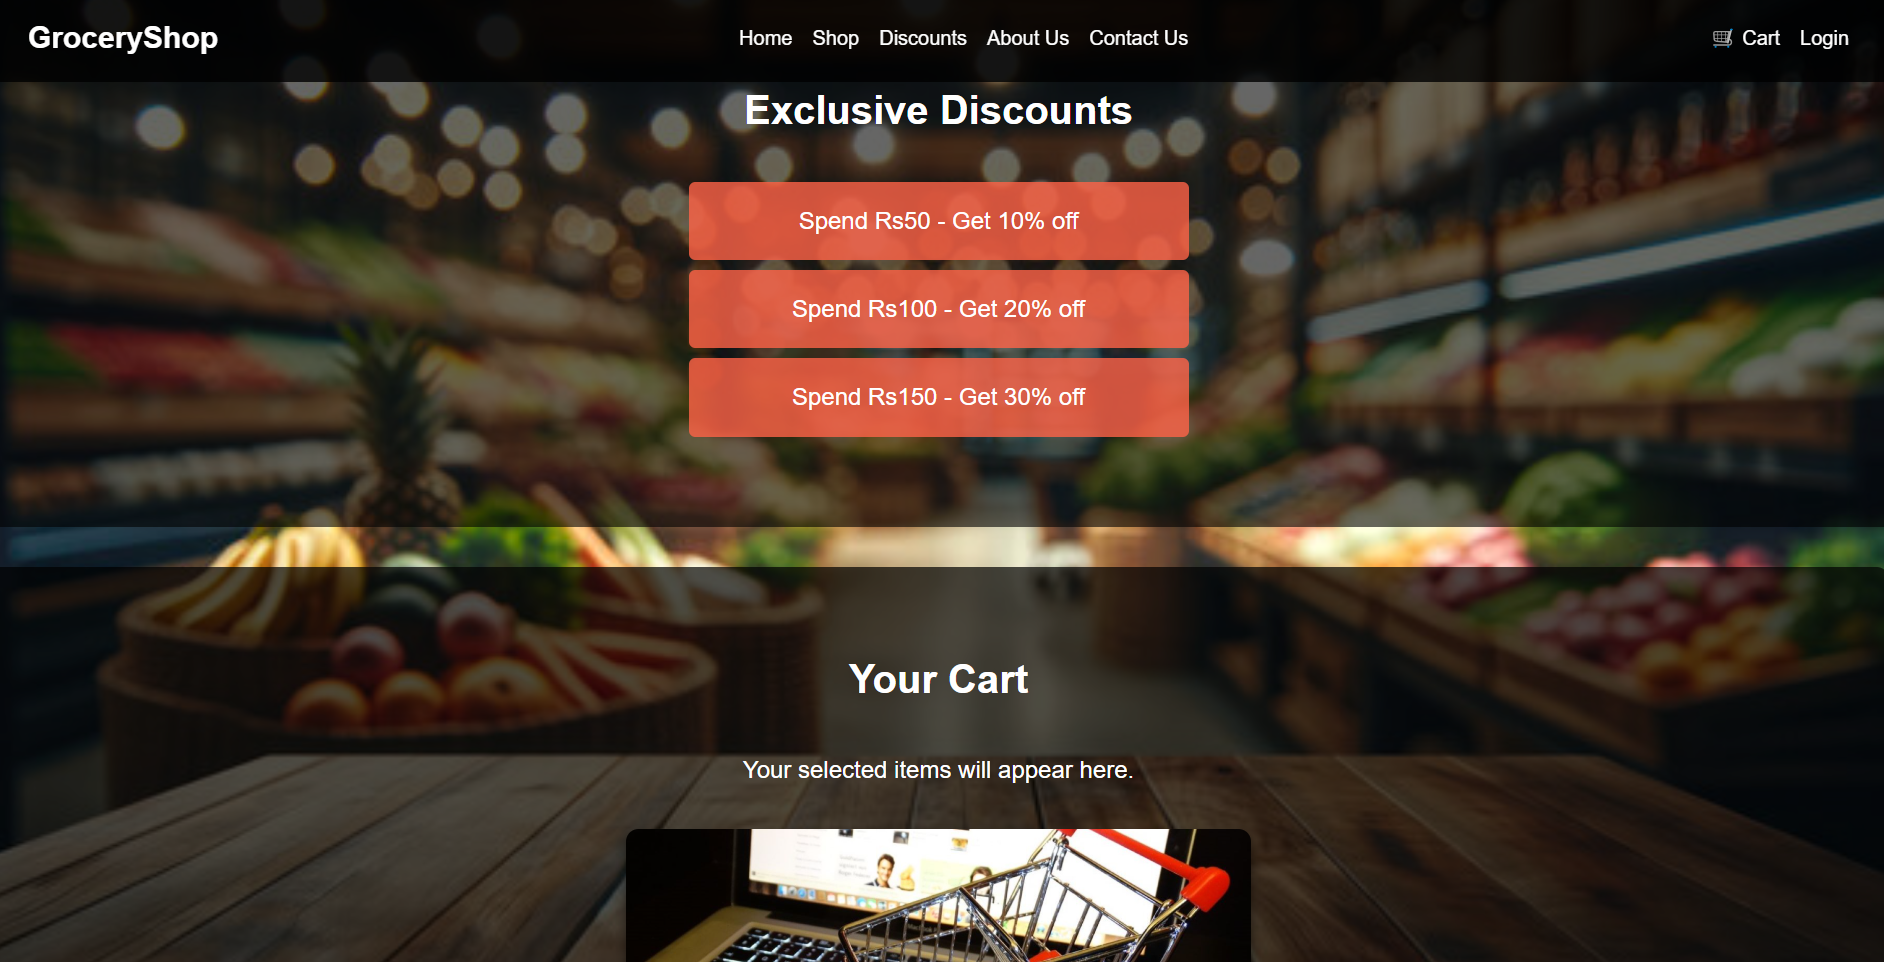 GroceryShop
Home Shop Discounts About Us Contact Us
🛒 Cart Login
Exclusive Discounts
Spend Rs50 - Get 10% off
Spend Rs100 - Get 20% off
Spend Rs150 - Get 30% off
Your Cart
Your selected items will appear here.